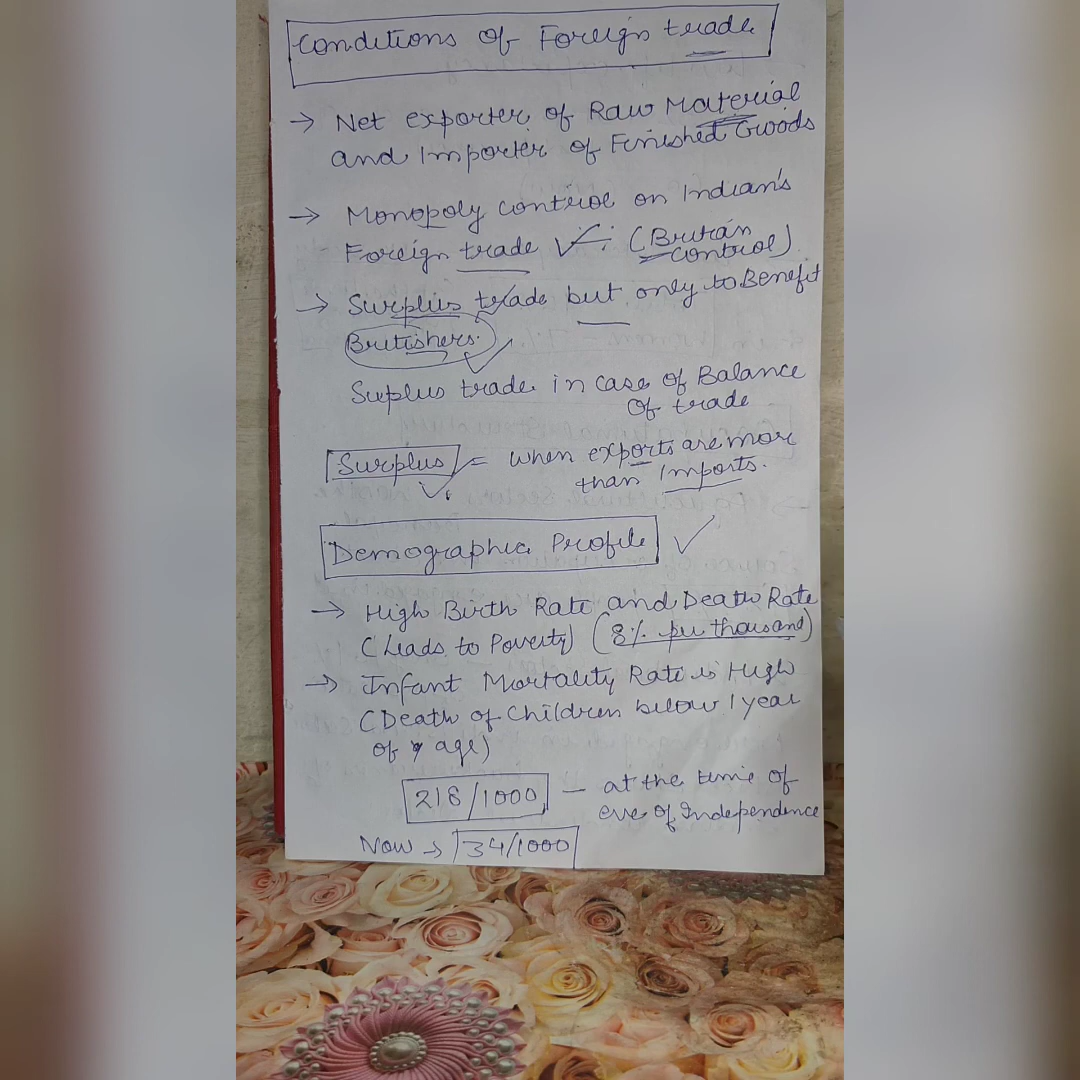 Conditions of Foreign trade
→ Net exporter of Raw Material
and Importer of Finished Goods
→ Monopoly control on Indian's
Foreign trade : (Britain
control)
→ Surplus trade but only to Benefit
Britishers.
Suplus trade in case of Balance
Of trade
Surplus = when exports are more
than Imports.
Demographic Profile
→ High Birth Rate and Death Rate
(Leads to Poverty) (8% per thousand)
→ Infant Mortality Rate is High
(Death of Children below 1 year
of age)
218/1000 — at the time of
eve of Independence
Now → 34/1000